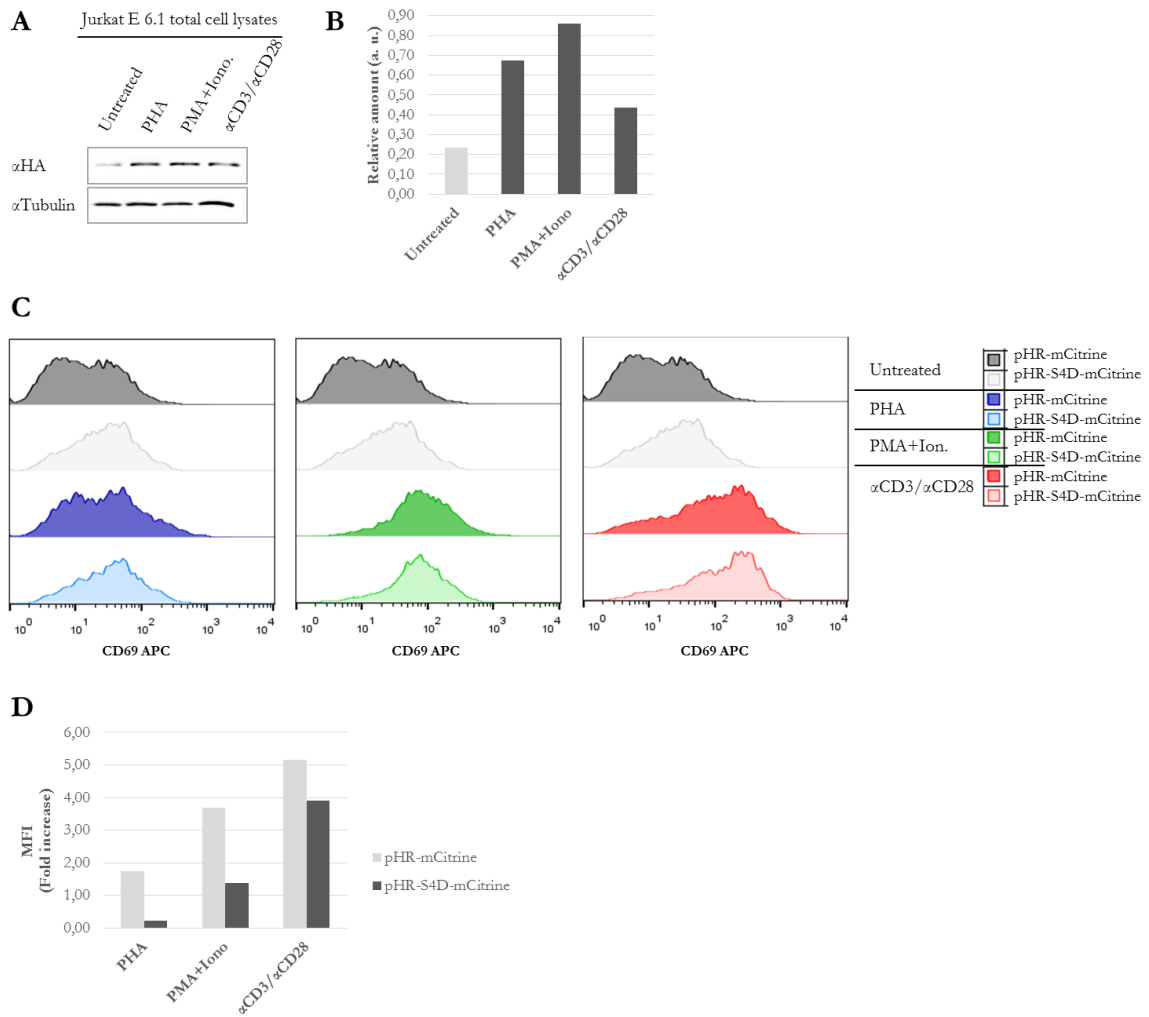 A
Jurkat E 6.1 total cell lysates
Untreated
PHA
PMA+Iono.
αCD3/αCD28
αHA
αTubulin
B
Relative amount (a. u.)
0,90
0,80
0,70
0,60
0,50
0,40
0,30
0,20
0,10
0,00
Untreated
PHA
PMA+Iono
αCD3/αCD28
C
10^0 10^1 10^2 10^3 10^4
CD69 APC
10^0 10^1 10^2 10^3 10^4
CD69 APC
10^0 10^1 10^2 10^3 10^4
CD69 APC
Untreated
pHR-mCitrine
pHR-S4D-mCitrine
PHA
pHR-mCitrine
pHR-S4D-mCitrine
PMA+Ion.
pHR-mCitrine
pHR-S4D-mCitrine
αCD3/αCD28
pHR-mCitrine
pHR-S4D-mCitrine
D
MFI
(Fold increase)
6,00
5,00
4,00
3,00
2,00
1,00
0,00
PHA
PMA+Iono
αCD3/αCD28
pHR-mCitrine
pHR-S4D-mCitrine